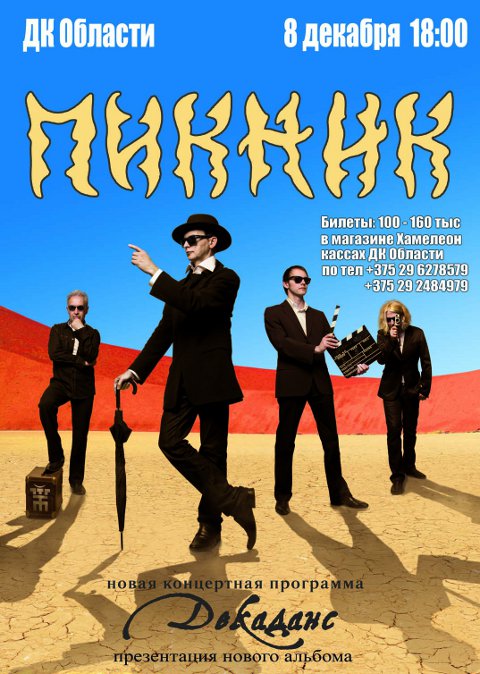 ДК Области 8 декабря 18:00
ПИКНИК
Билеты: 100 - 160 тыс
в магазине Хамелеон
кассах ДК Области
по тел +375 29 6278579
+375 29 2484979
новая концертная программа
Декаданс
презентация нового альбома